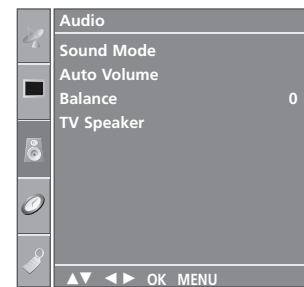 Audio
Sound Mode
Auto Volume
Balance 0
TV Speaker
▲▼ ◄► OK MENU